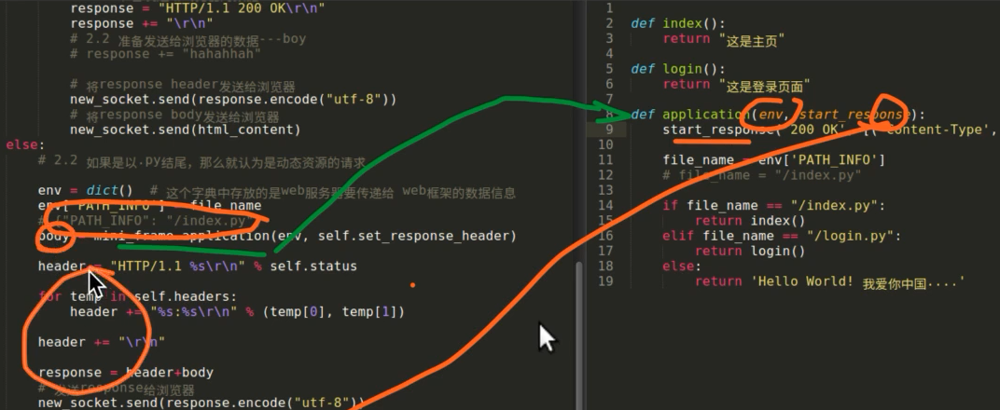 response = "HTTP/1.1 200 OK\r\n"
response += "\r\n"
# 2.2 准备发送给浏览器的数据---boy
# response += "hahahhah"
# 将response header发送给浏览器
new_socket.send(response.encode("utf-8"))
# 将response body发送给浏览器
new_socket.send(html_content)
else:
# 2.2 如果是以.py结尾，那么就认为是动态资源的请求
env = dict() # 这个字典中存放的是web服务器要传递给 web框架的数据信息
env["PATH_INFO"] = file_name
# {"PATH_INFO": "/index.py"
body = mini_frame.application(env, self.set_response_header)
header = "HTTP/1.1 %s\r\n" % self.status
for temp in self.headers:
header += "%s:%s\r\n" % (temp[0], temp[1])
header += "\r\n"
response = header+body
# 发送response给浏览器
new_socket.send(response.encode("utf-8"))
1
2 def index():
3 return "这是主页"
4
5 def login():
6 return "这是登录页面"
7
8 def application(env, start_response):
9 start_response('200 OK', [('Content-Type',
10
11 file_name = env['PATH_INFO']
12 # file_name = "/index.py"
13
14 if file_name == "/index.py":
15 return index()
16 elif file_name == "/login.py":
17 return login()
18 else:
19 return 'Hello World! 我爱你中国....'